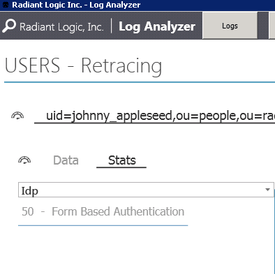 Radiant Logic Inc. - Log Analyzer
Radiant Logic, Inc. | Log Analyzer
Logs
USERS - Retracing
uid=johnny_appleseed,ou=people,ou=ra
Data Stats
Idp
50 - Form Based Authentication